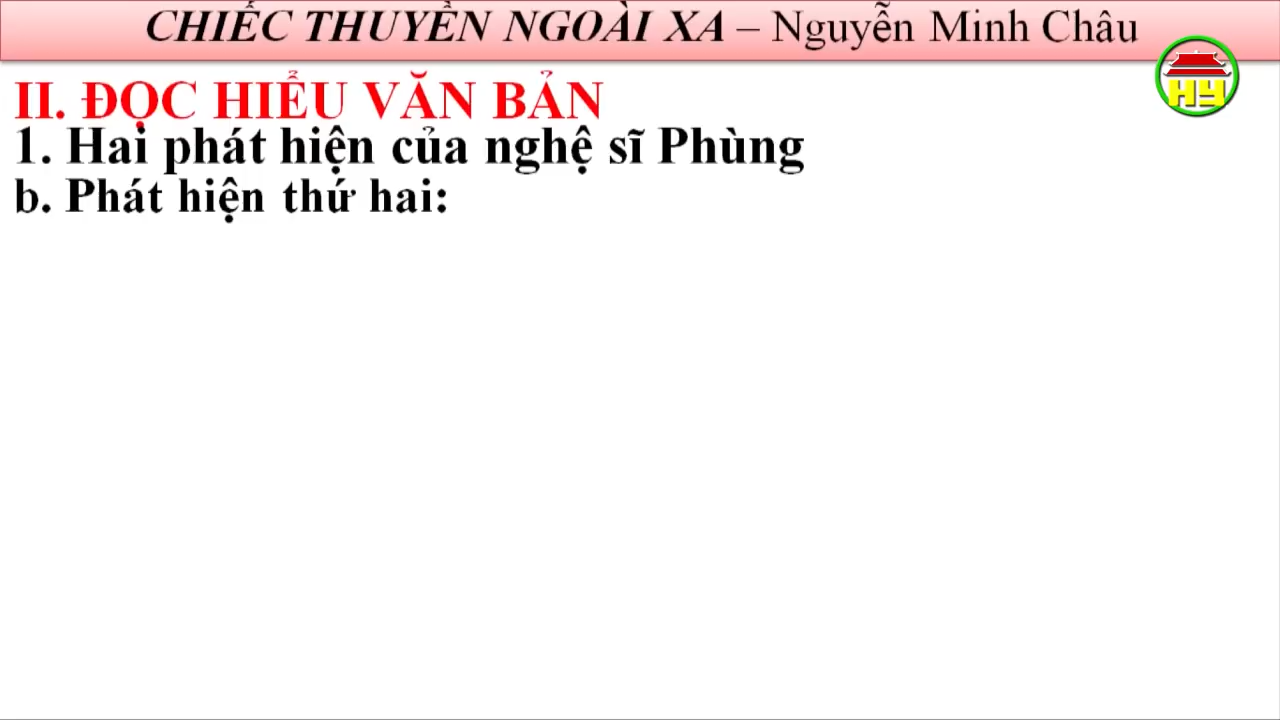 CHIẾC THUYỀN NGOÀI XA – Nguyễn Minh Châu
HY
II. ĐỌC HIỂU VĂN BẢN
1. Hai phát hiện của nghệ sĩ Phùng
b. Phát hiện thứ hai: